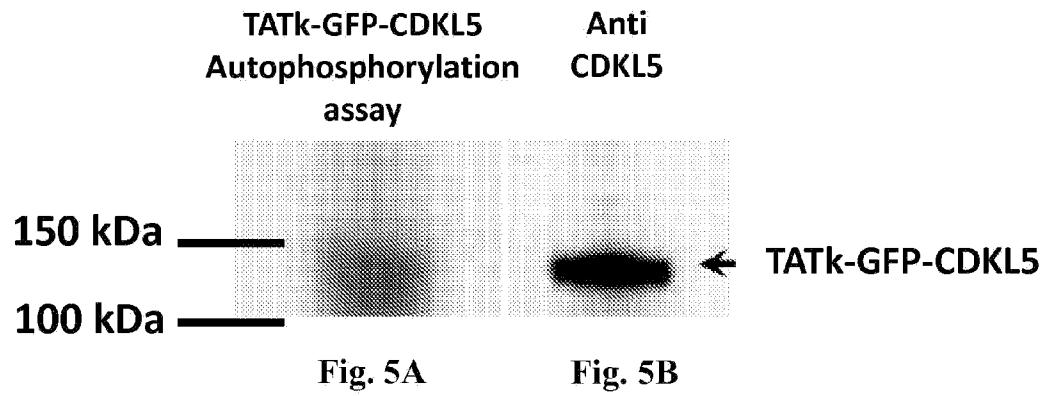 TATk-GFP-CDKL5
Autophosphorylation
assay
Anti
CDKL5
150 kDa
100 kDa
TATk-GFP-CDKL5
Fig. 5A
Fig. 5B